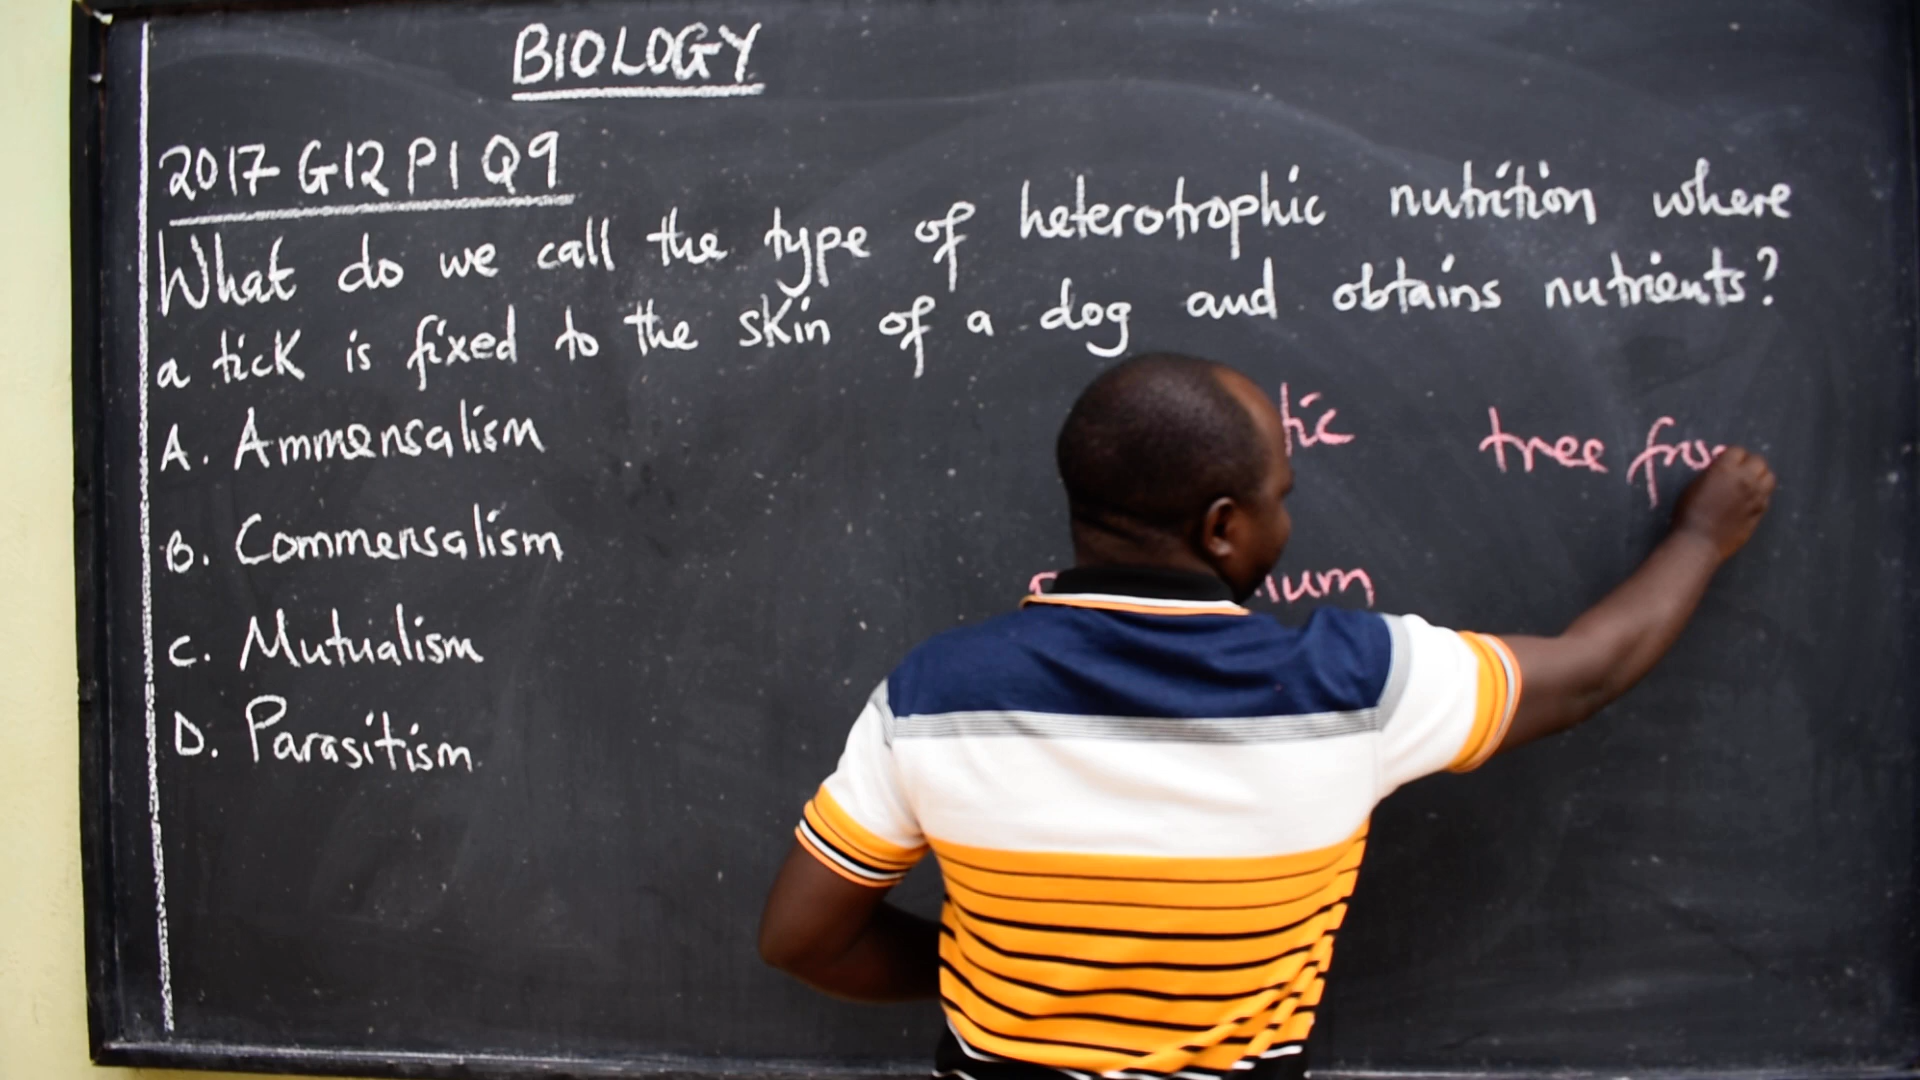 BIOLOGY
2017 G12 P1 Q9
What do we call the type of heterotrophic nutrition where
a tick is fixed to the skin of a dog and obtains nutrients?
A. Ammensalism
B. Commensalism
C. Mutualism
D. Parasitism
tic tree
ium